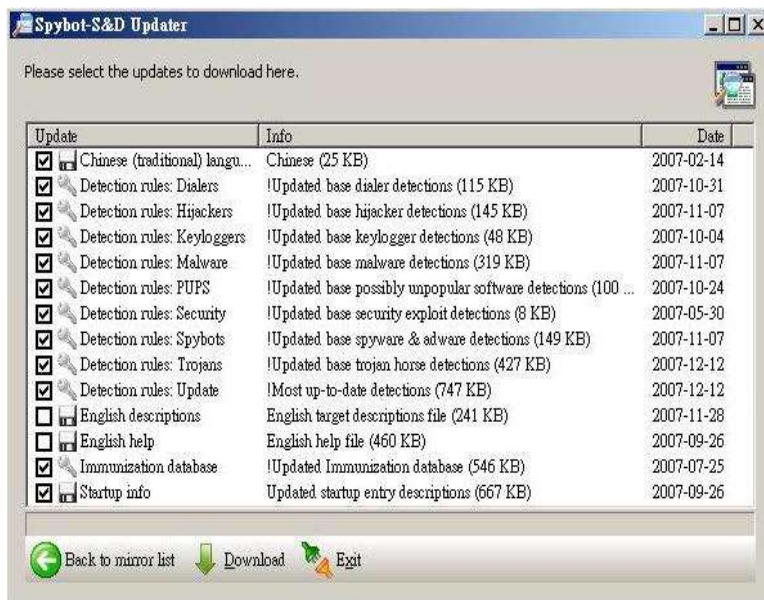 Spybot-S&D Updater
Please select the updates to download here.
Update Info Date
Chinese (traditional) langu... Chinese (25 KB) 2007-02-14
Detection rules: Dialers !Updated base dialer detections (115 KB) 2007-10-31
Detection rules: Hijackers !Updated base hijacker detections (145 KB) 2007-11-07
Detection rules: Keyloggers !Updated base keylogger detections (48 KB) 2007-10-04
Detection rules: Malware !Updated base malware detections (319 KB) 2007-11-07
Detection rules: PUPS !Updated base possibly unpopular software detections (100 ... 2007-10-24
Detection rules: Security !Updated base security exploit detections (8 KB) 2007-05-30
Detection rules: Spybots !Updated base spyware & adware detections (149 KB) 2007-11-07
Detection rules: Trojans !Updated base trojan horse detections (427 KB) 2007-12-12
Detection rules: Update !Most up-to-date detections (747 KB) 2007-12-12
English descriptions English target descriptions file (241 KB) 2007-11-28
English help English help file (460 KB) 2007-09-26
Immunization database !Updated Immunization database (546 KB) 2007-07-25
Startup info Updated startup entry descriptions (667 KB) 2007-09-26
Back to mirror list Download Exit